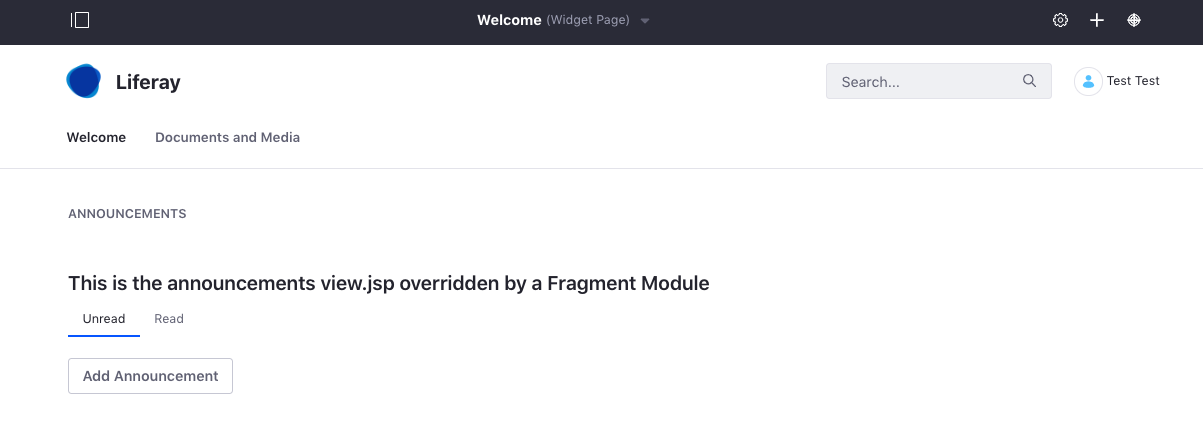 Welcome (Widget Page)
Liferay
Search...
Test Test
Welcome Documents and Media
ANNOUNCEMENTS
This is the announcements view.jsp overridden by a Fragment Module
Unread Read
Add Announcement